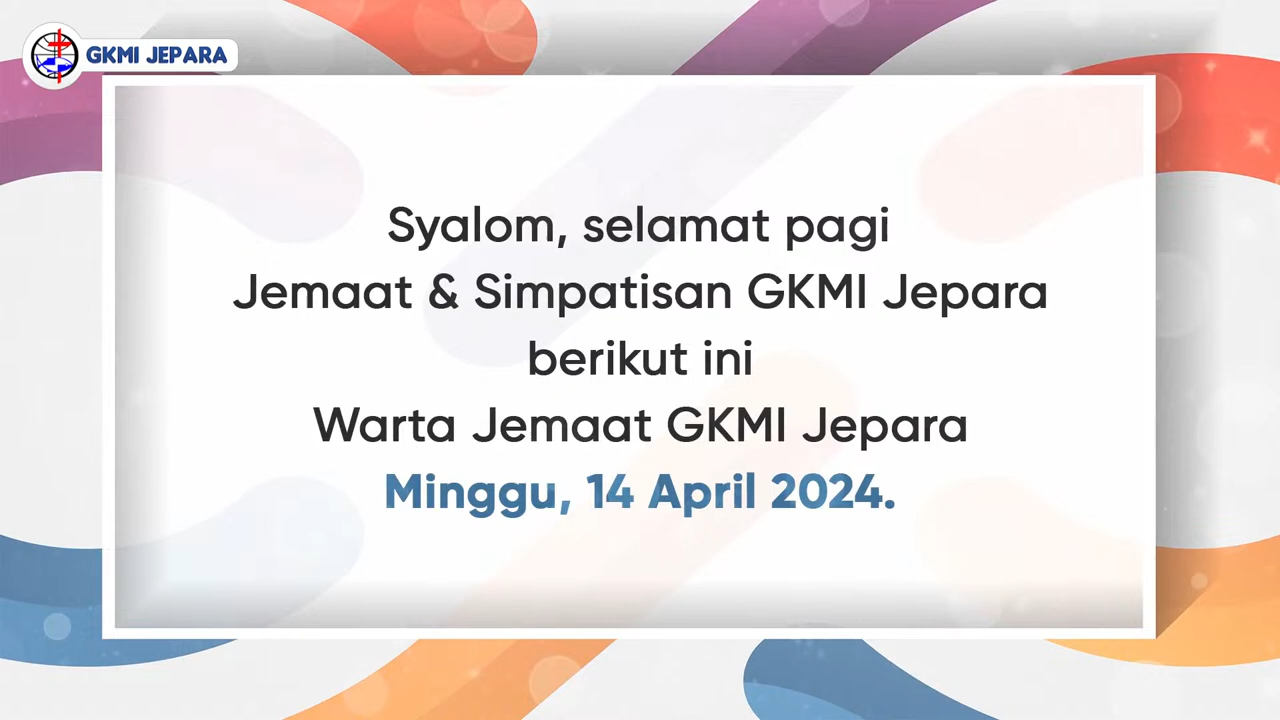 GKMI JEPARA
Syalom, selamat pagi
Jemaat & Simpatisan GKMI Jepara
berikut ini
Warta Jemaat GKMI Jepara
Minggu, 14 April 2024.